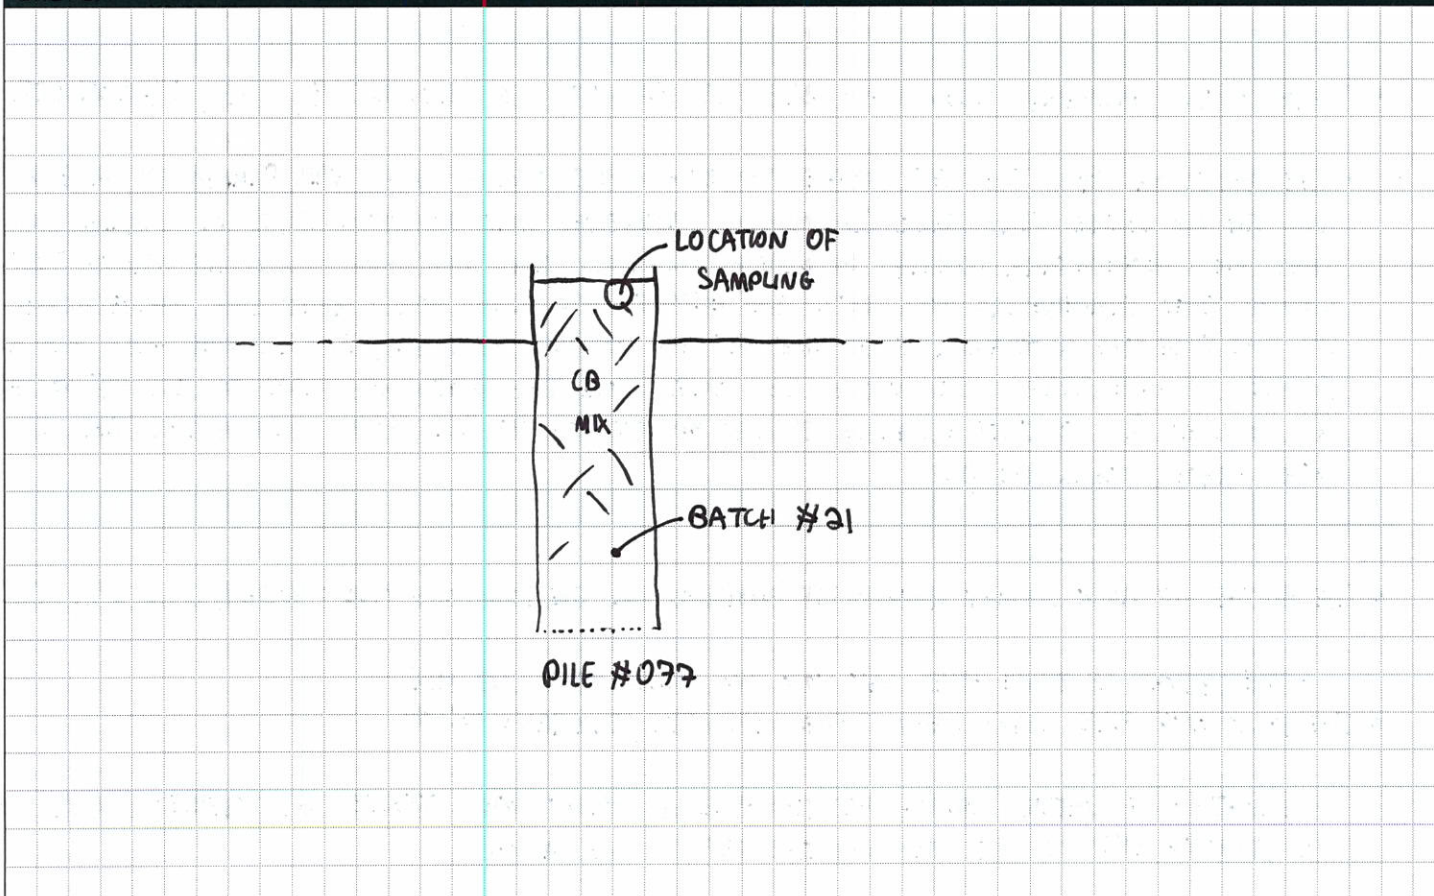 LOCATION OF
SAMPLING
CB
MIX
BATCH #21
PILE #077